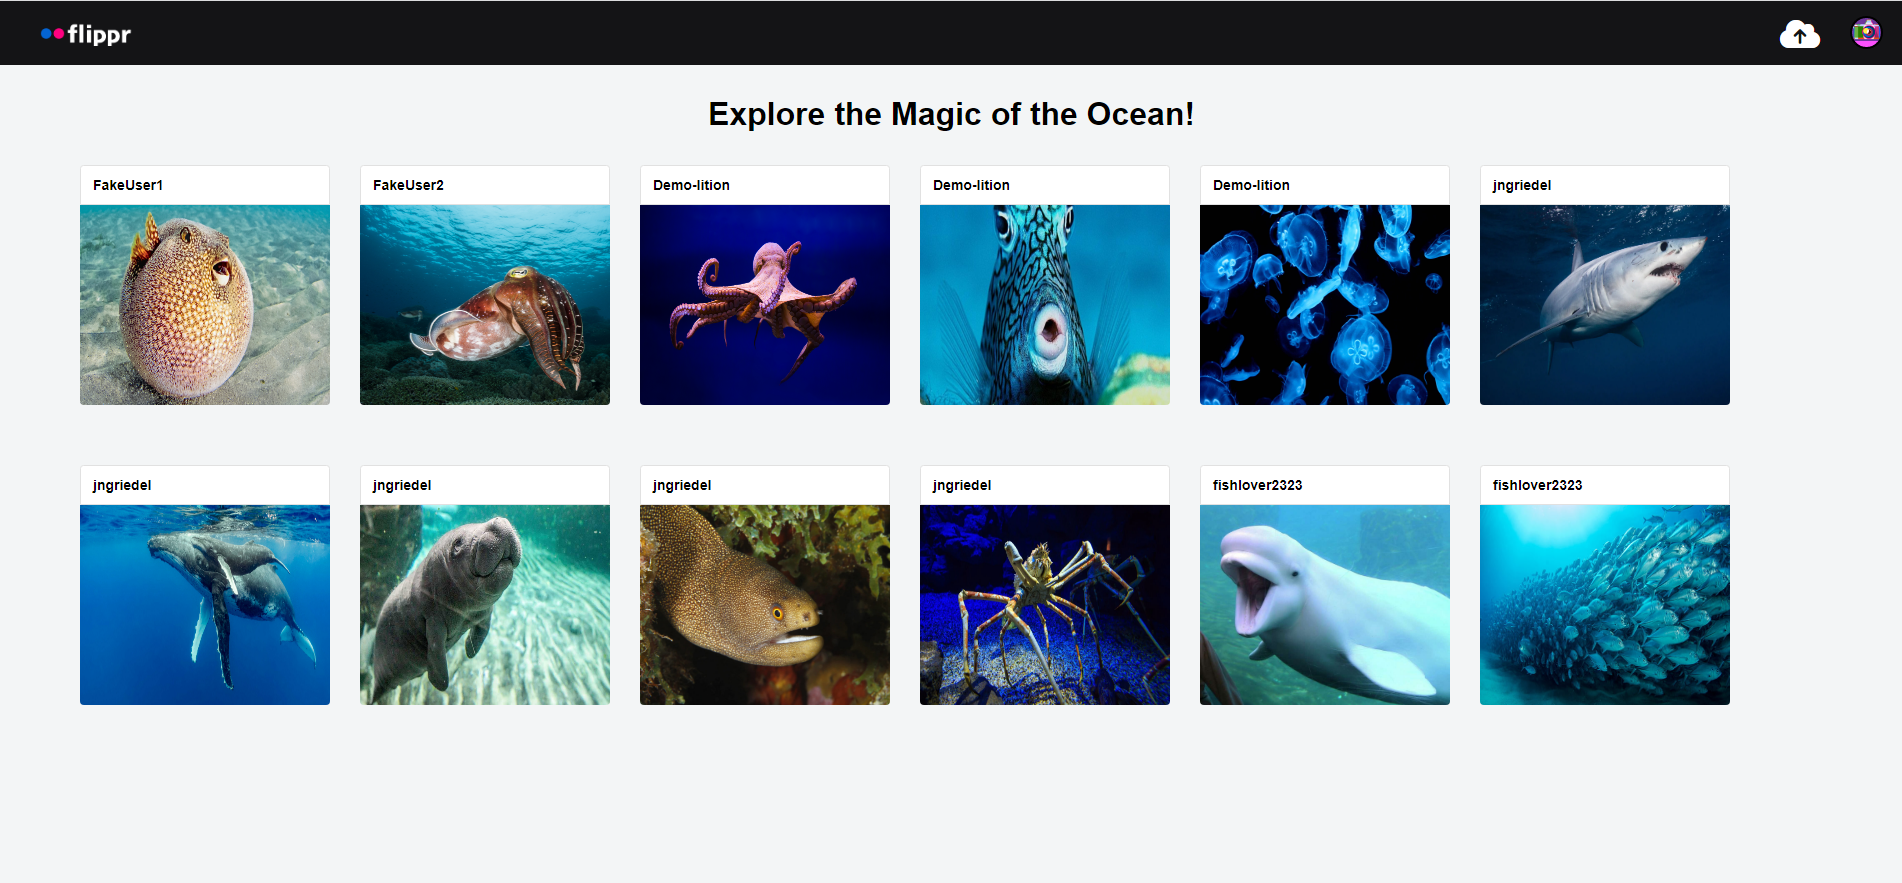 flippr
Explore the Magic of the Ocean!
FakeUser1
FakeUser2
Demo-lition
Demo-lition
Demo-lition
jngriedel
jngriedel
jngriedel
jngriedel
jngriedel
fishlover2323
fishlover2323